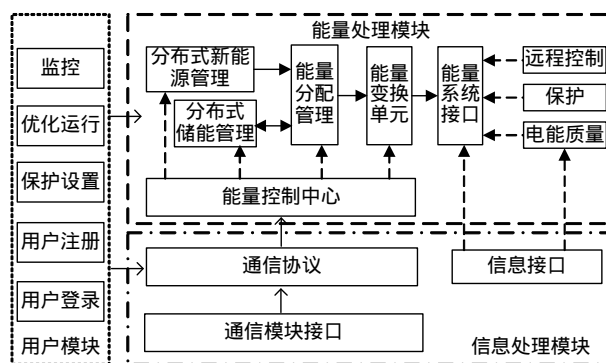 监控
优化运行
保护设置
用户注册
用户登录
用户模块
能量处理模块
分布式新能
源管理
分布式
储能管理
能量
分配
管理
能量
变换
单元
能量
系统
接口
远程控制
保护
电能质量
能量控制中心
通信协议
信息接口
通信模块接口
信息处理模块